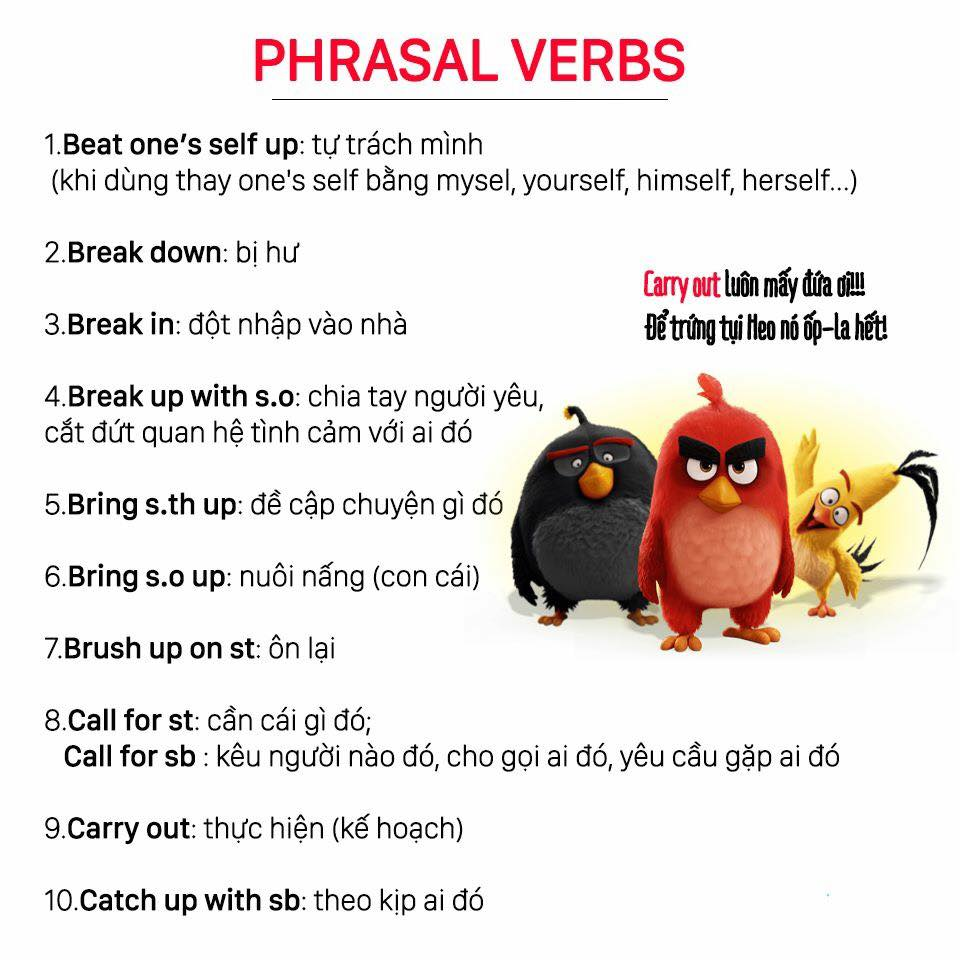 PHRASAL VERBS
1.Beat one’s self up: tự trách mình
(khi dùng thay one's self bằng mysel, yourself, himself, herself...)
2.Break down: bị hư
3.Break in: đột nhập vào nhà
Carry out luôn mấy đứa ơi!!!
Để trứng tụi Heo nó ốp-la hết!
4.Break up with s.o: chia tay người yêu,
cắt đứt quan hệ tình cảm với ai đó
5.Bring s.th up: đề cập chuyện gì đó
6.Bring s.o up: nuôi nấng (con cái)
7.Brush up on st: ôn lại
8.Call for st: cần cái gì đó;
Call for sb : kêu người nào đó, cho gọi ai đó, yêu cầu gặp ai đó
9.Carry out: thực hiện (kế hoạch)
10.Catch up with sb: theo kịp ai đó